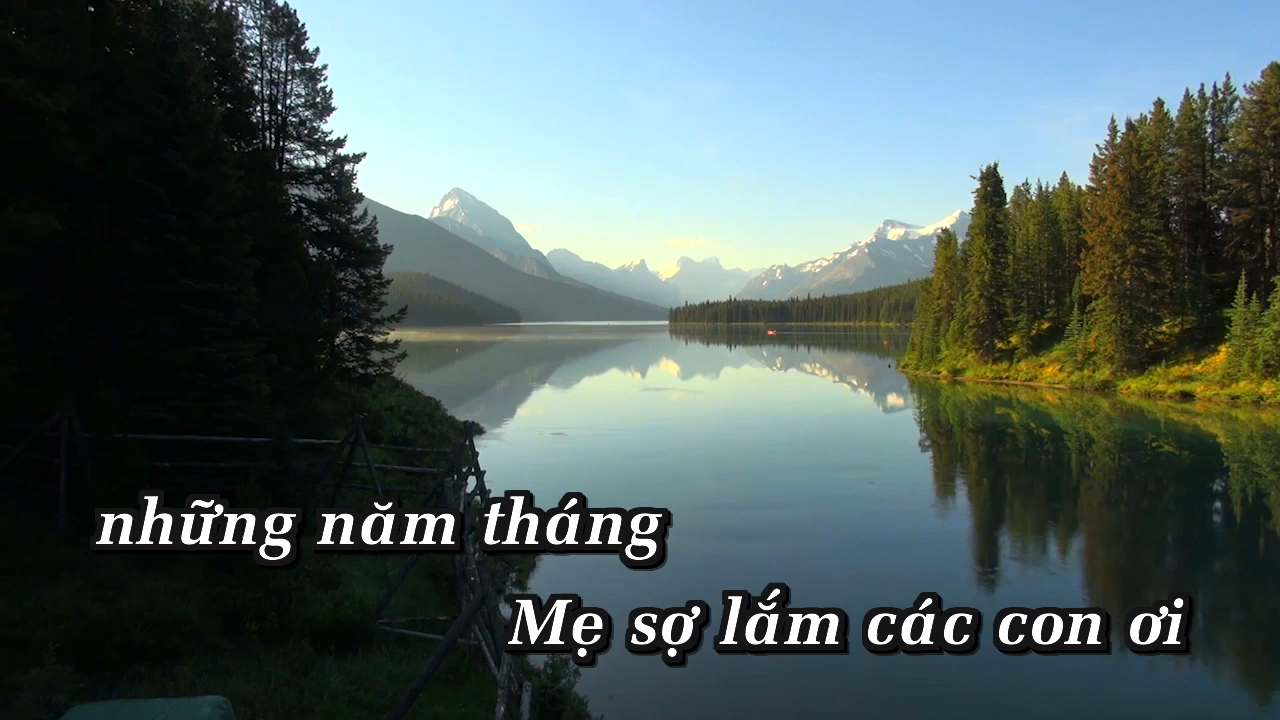 những năm tháng
Mẹ sợ lắm các con ơi